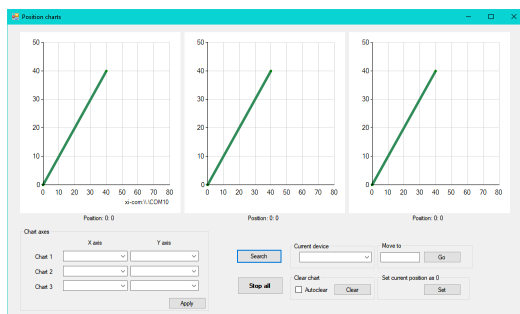 Position charts
50
40
30
20
10
0
0 10 20 30 40 50 60 70 80
xi-com:\\.\COM10
Position: 0: 0
50
40
30
20
10
0
0 10 20 30 40 50 60 70 80
Position: 0: 0
50
40
30
20
10
0
0 10 20 30 40 50 60 70 80
Position: 0: 0
Chart axes
X axis Y axis
Chart 1
Chart 2
Chart 3
Apply
Search
Stop all
Current device
Move to
Go
Clear chart
Autoclear Clear
Set current position as 0
Set